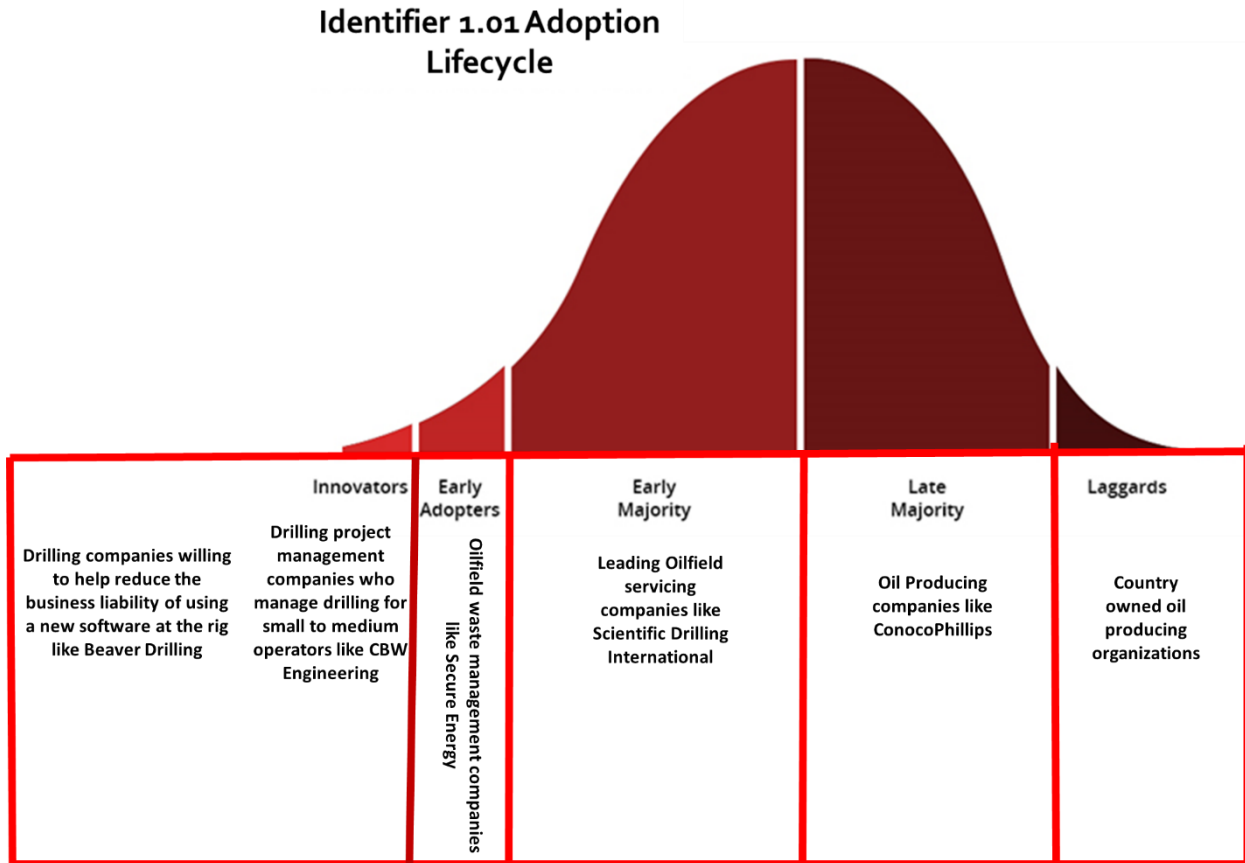 Identifier 1.01 Adoption
Lifecycle
Innovators
Drilling companies willing
to help reduce the
business liability of using
a new software at the rig
like Beaver Drilling
Drilling project
management
companies who
manage drilling for
small to medium
operators like CBW
Engineering
Early
Adopters
Oilfield waste management companies
like Secure Energy
Early
Majority
Leading Oilfield
servicing
companies like
Scientific Drilling
International
Late
Majority
Oil Producing
companies like
ConocoPhillips
Laggards
Country
owned oil
producing
organizations